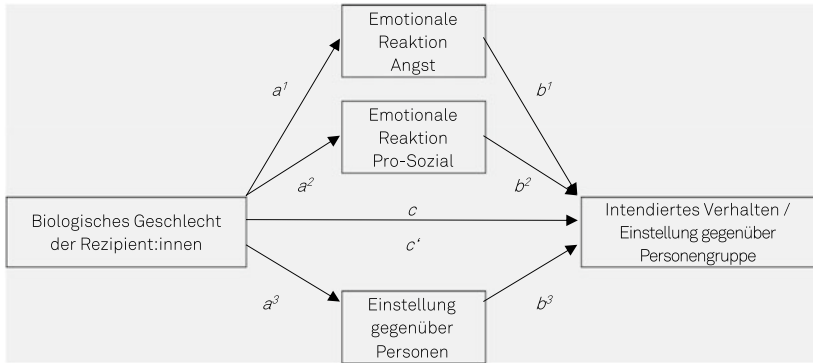 Emotionale
Reaktion
Angst
a¹
b¹
Emotionale
Reaktion
Pro-Sozial
a²
b²
Biologisches Geschlecht
der Rezipient:innen
c
c‘
Intendiertes Verhalten /
Einstellung gegenüber
Personengruppe
a³
b³
Einstellung
gegenüber
Personen